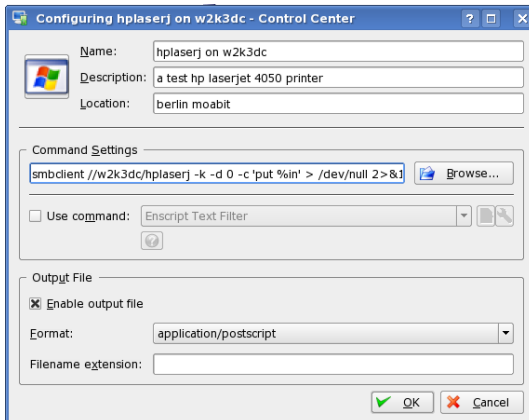 Configuring hplaserj on w2k3dc - Control Center
Name: hplaserj on w2k3dc
Description: a test hp laserjet 4050 printer
Location: berlin moabit
Command Settings
smbclient //w2k3dc/hplaserj -k -d 0 -c 'put %in' > /dev/null 2>&1
Browse...
Use command: Enscript Text Filter
Output File
Enable output file
Format: application/postscript
Filename extension:
OK Cancel